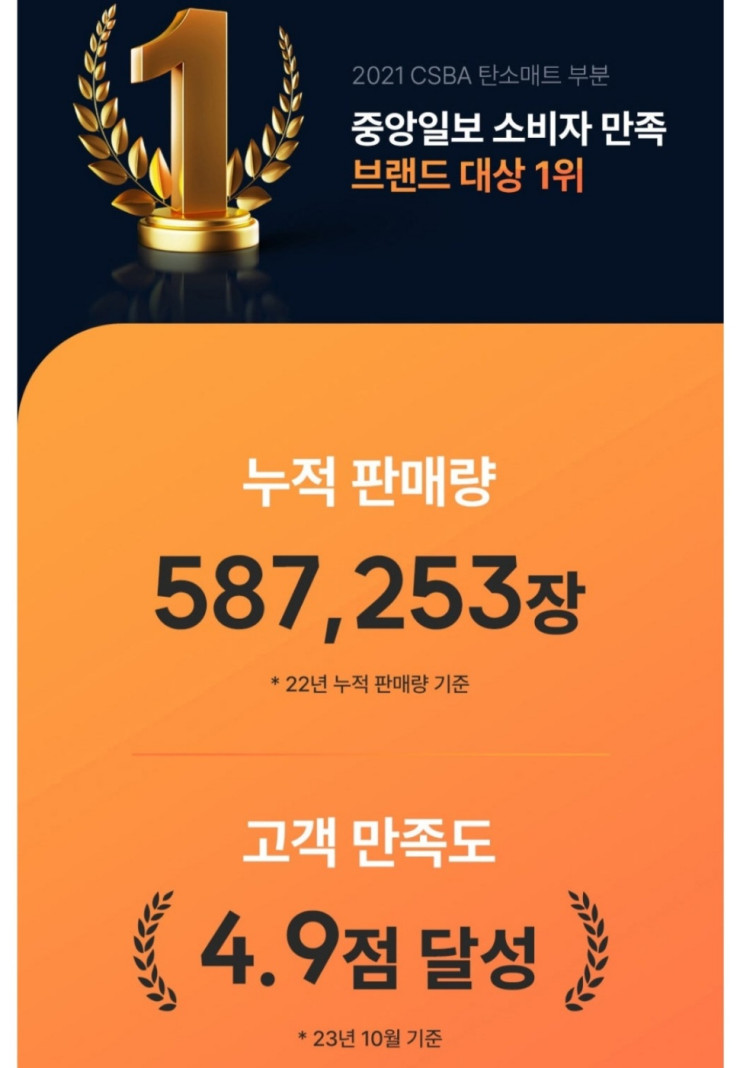 1
2021 CSBA 탄소매트 부분
중앙일보 소비자 만족
브랜드 대상 1위
누적 판매량
587,253장
* 22년 누적 판매량 기준
고객 만족도
4.9점 달성
* 23년 10월 기준